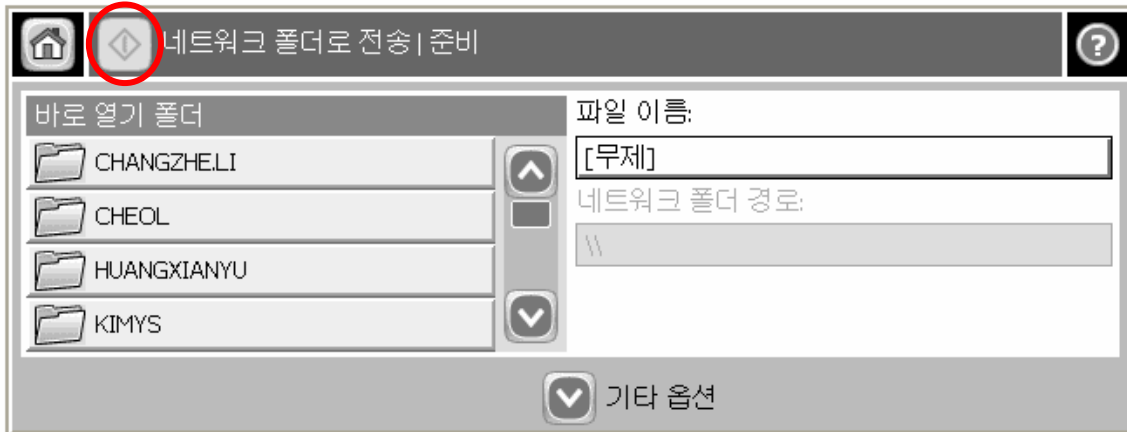 네트워크 폴더로 전송 | 준비
?
바로 열기 폴더
CHANGZHE.LI
CHEOL
HUANGXIANYU
KIMYS
파일 이름:
[무제]
네트워크 폴더 경로:
\\
기타 옵션